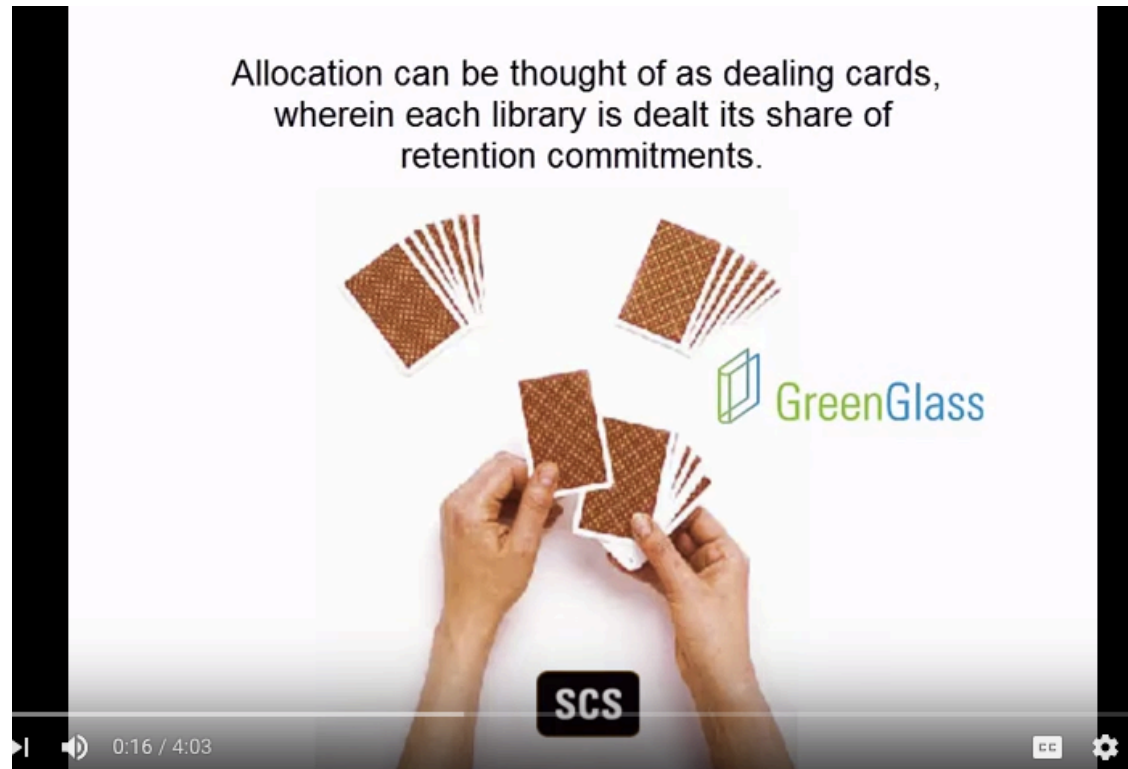 Allocation can be thought of as dealing cards,
wherein each library is dealt its share of
retention commitments.
GreenGlass
SCS
0:16 / 4:03
CC